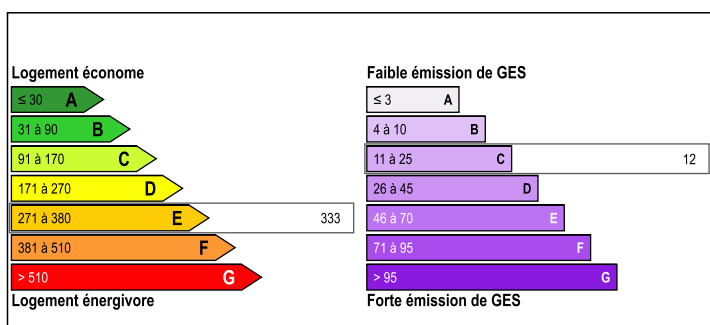 Logement économe
≤ 30 A
31 à 90 B
91 à 170 C
171 à 270 D
271 à 380 E 333
381 à 510 F
> 510 G
Logement énergivore
Faible émission de GES
≤ 3 A
4 à 10 B
11 à 25 C 12
26 à 45 D
46 à 70 E
71 à 95 F
> 95 G
Forte émission de GES